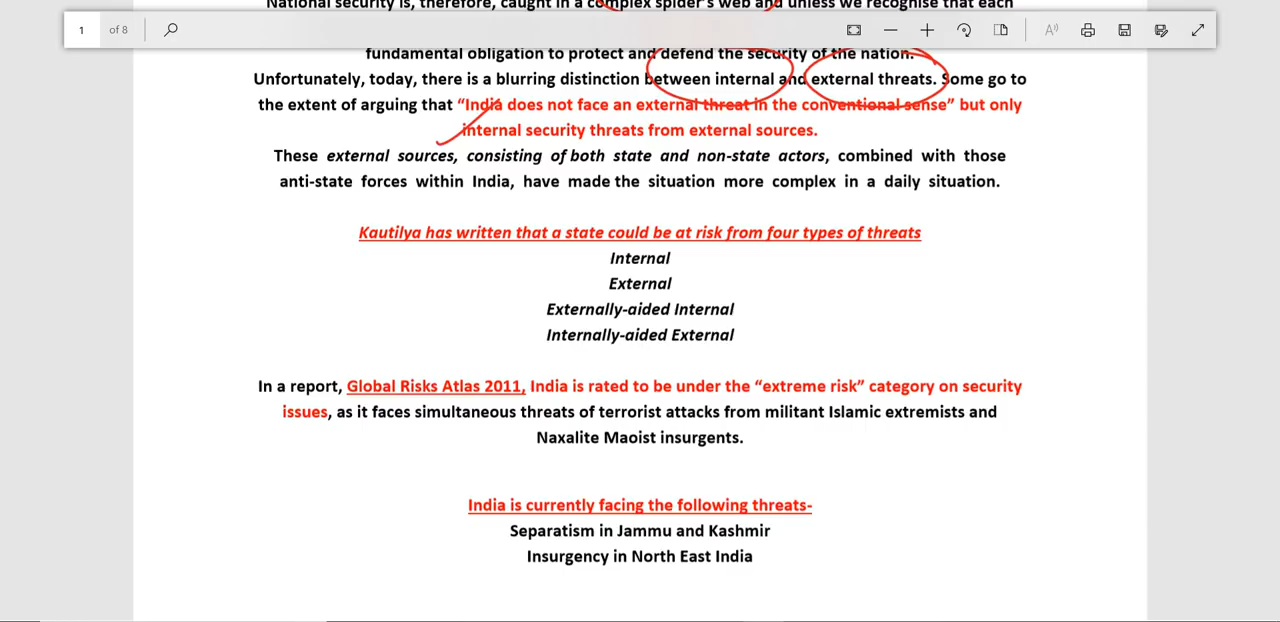 National security is, therefore, caught in a complex spider's web and unless we recognise that each
1 of 8
fundamental obligation to protect and defend the security of the nation.
Unfortunately, today, there is a blurring distinction between internal and external threats. Some go to
the extent of arguing that “India does not face an external threat in the conventional sense” but only
internal security threats from external sources.
These external sources, consisting of both state and non-state actors, combined with those
anti-state forces within India, have made the situation more complex in a daily situation.
Kautilya has written that a state could be at risk from four types of threats
Internal
External
Externally-aided Internal
Internally-aided External
In a report, Global Risks Atlas 2011, India is rated to be under the “extreme risk” category on security
issues, as it faces simultaneous threats of terrorist attacks from militant Islamic extremists and
Naxalite Maoist insurgents.
India is currently facing the following threats-
Separatism in Jammu and Kashmir
Insurgency in North East India